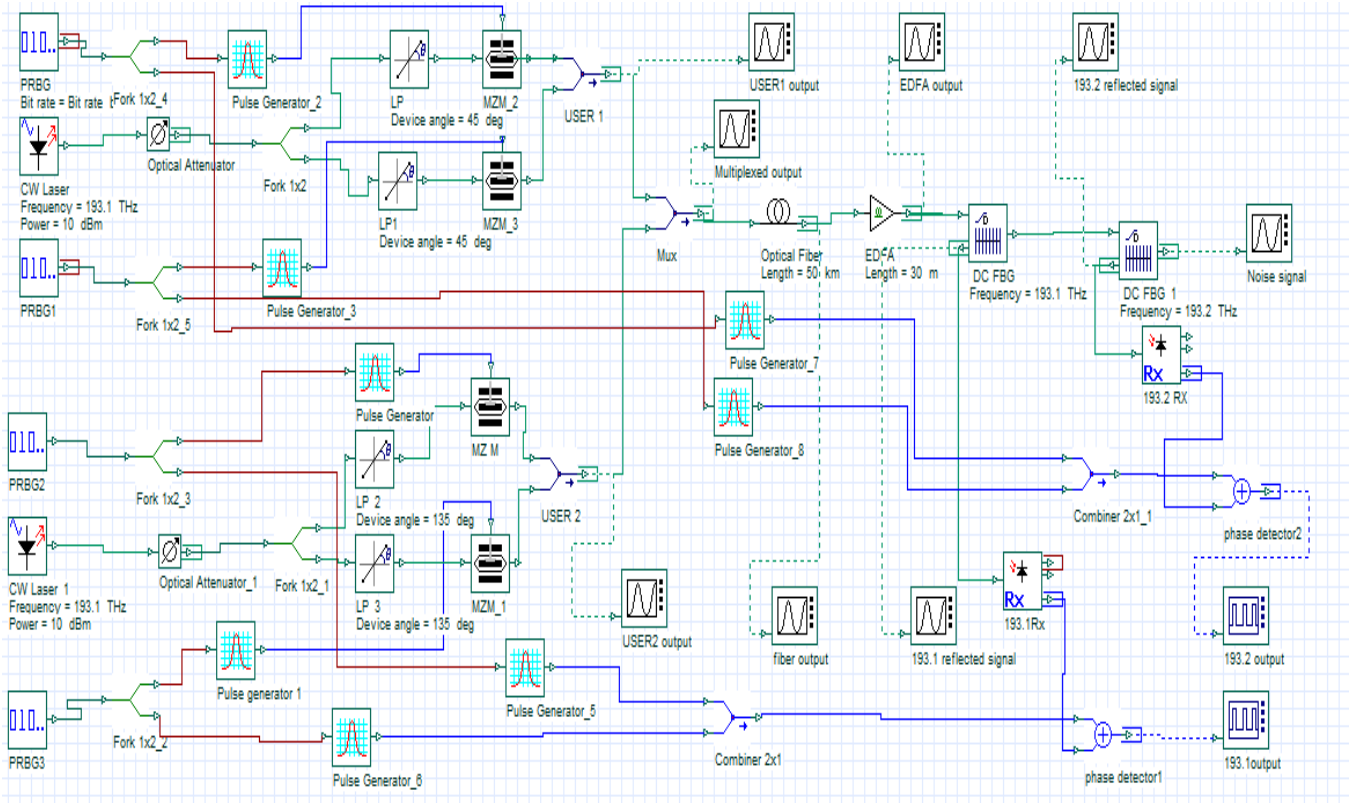 PRBG
Bit rate = Bit rate
Fork 1x2_4
Pulse Generator_2
LP
Device angle = 45 deg
MZM_2
USER 1
USER1 output
EDFA output
193.2 reflected signal
CW Laser
Frequency = 193.1 THz
Power = 10 dBm
Optical Attenuator
Fork 1x2
LP1
Device angle = 45 deg
MZM_3
Multiplexed output
Mux
Optical Fiber
Length = 50 km
EDFA
Length = 30 m
DC FBG
Frequency = 193.1 THz
DC FBG 1
Frequency = 193.2 THz
Noise signal
PRBG1
Fork 1x2_5
Pulse Generator_3
Pulse Generator_7
Rx
193.2 RX
Pulse Generator
MZ M
Pulse Generator_8
PRBG2
Fork 1x2_3
LP 2
Device angle = 135 deg
USER 2
Combiner 2x1_1
phase detector2
CW Laser 1
Frequency = 193.1 THz
Power = 10 dBm
Optical Attenuator_1
Fork 1x2_1
LP 3
Device angle = 135 deg
MZM_1
USER2 output
fiber output
193.1 reflected signal
Rx
193.1Rx
193.2 output
Pulse generator 1
Pulse Generator_5
PRBG3
Fork 1x2_2
Pulse Generator_6
Combiner 2x1
phase detector1
193.1output